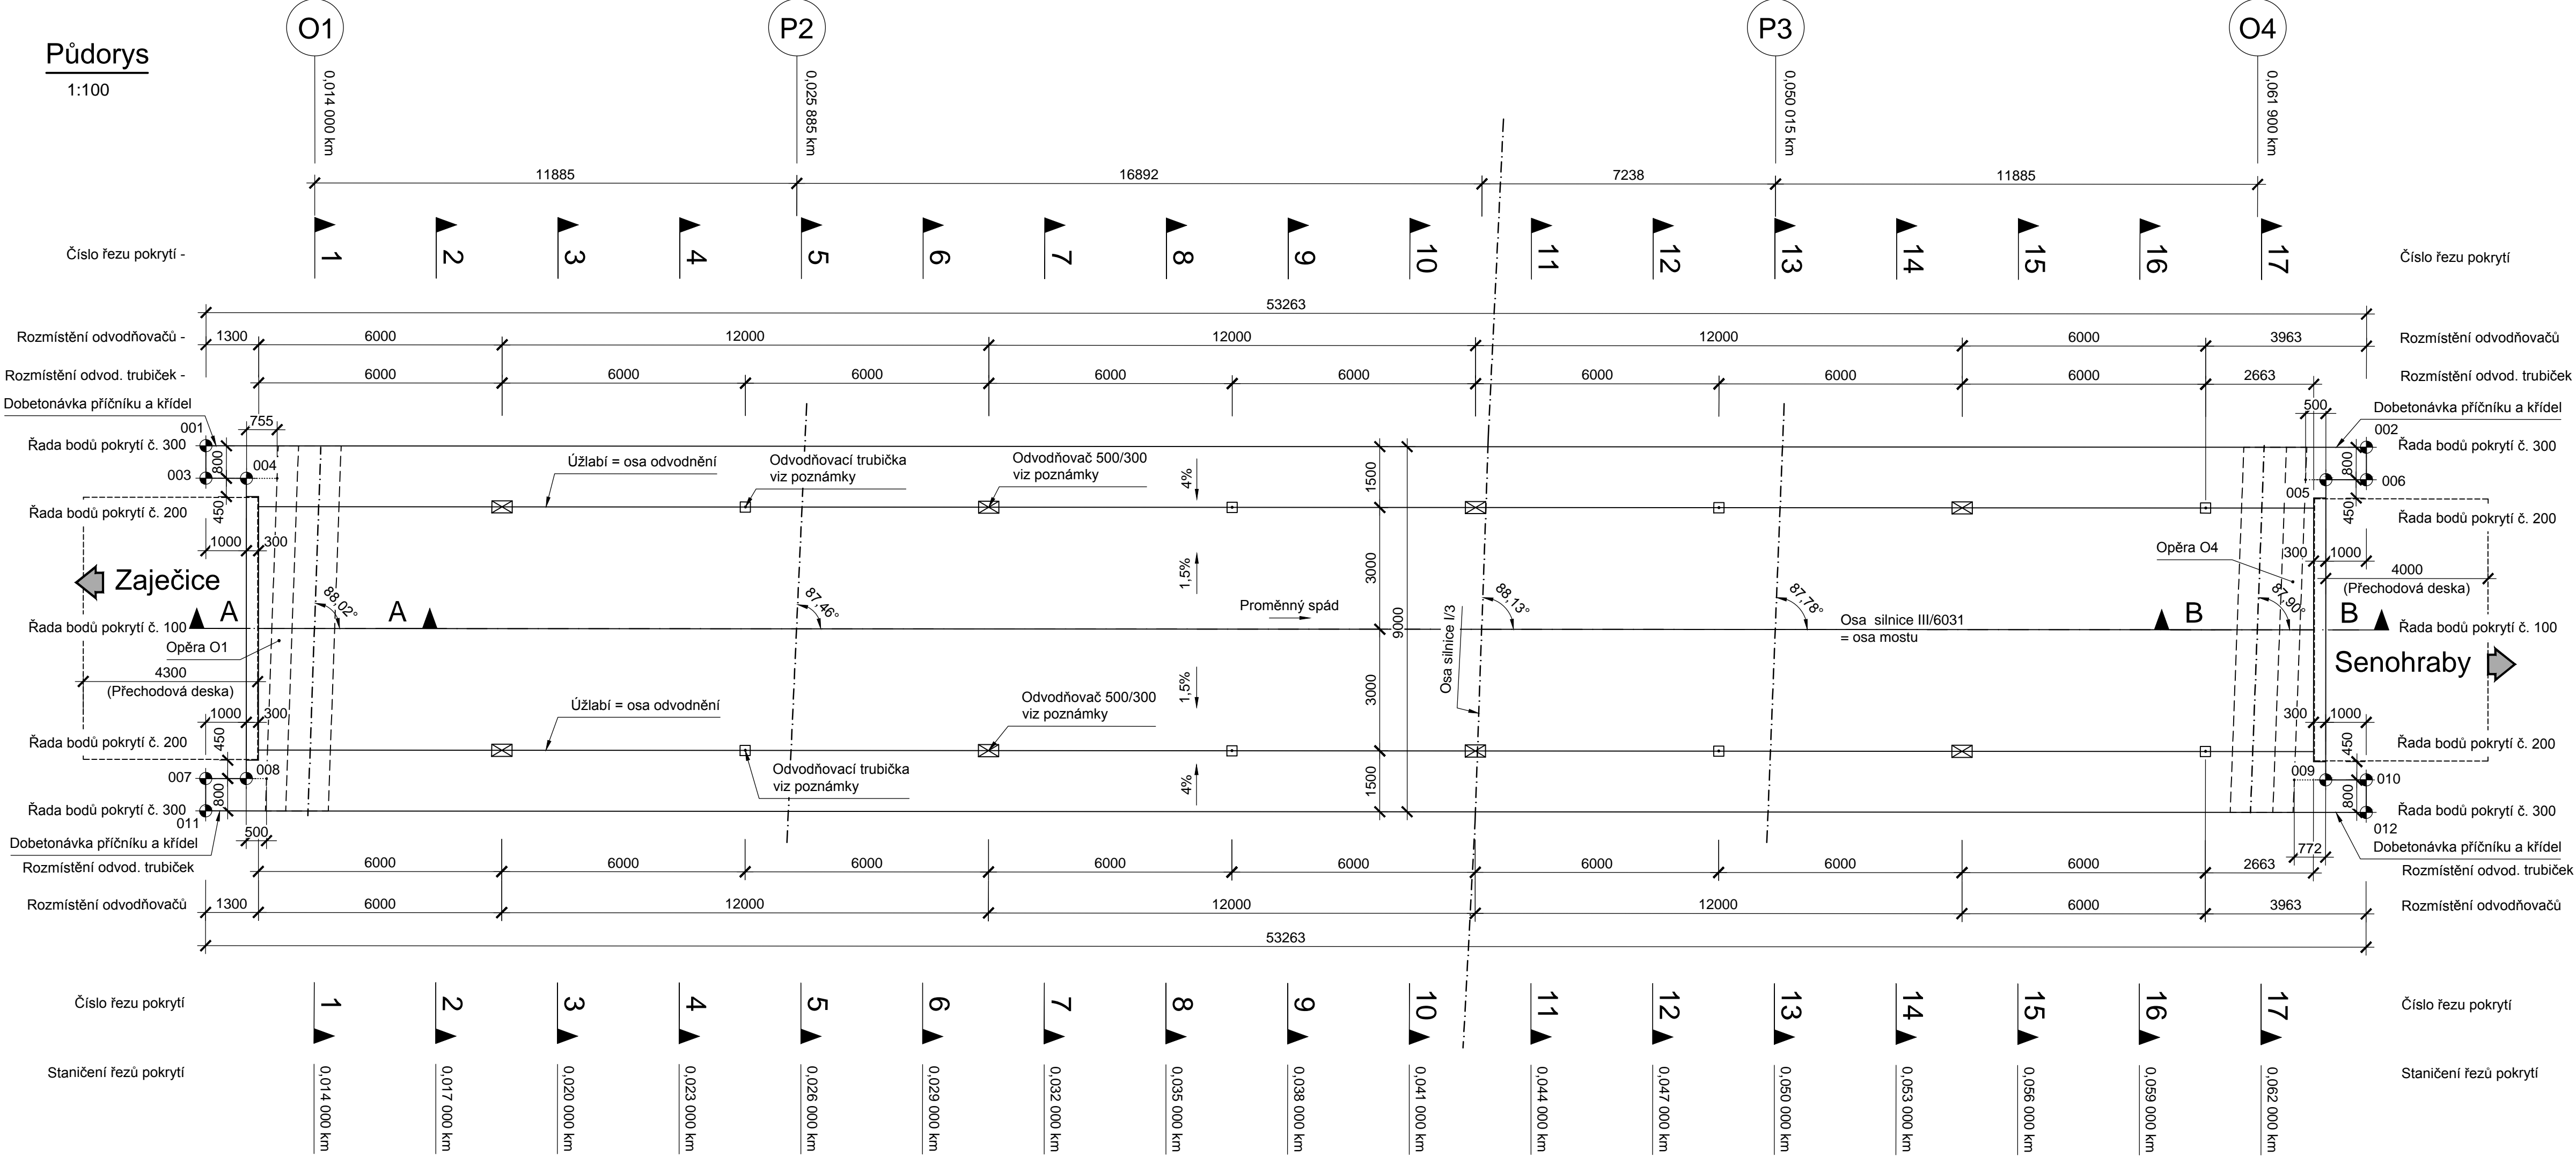 Půdorys
1:100
O1
P2
P3
O4
0,014 000 km
0,025 885 km
0,050 015 km
0,061 900 km
11885
16892
7238
11885
Číslo řezu pokrytí -
1
2
3
4
5
6
7
8
9
10
11
12
13
14
15
16
17
Číslo řezu pokrytí
53263
Rozmístění odvodňovačů -
1300
6000
12000
12000
12000
6000
3963
Rozmístění odvodňovačů
Rozmístění odvod. trubiček -
6000
6000
6000
6000
6000
6000
6000
6000
2663
Rozmístění odvod. trubiček
Dobetonávka příčníku a křídel
755
500
Dobetonávka příčníku a křídel
001
002
Řada bodů pokrytí č. 300
800
Řada bodů pokrytí č. 300
800
003
004
005
006
Úžlabí = osa odvodnění
Odvodňovací trubička
viz poznámky
Odvodňovač 500/300
viz poznámky
4%
1500
Řada bodů pokrytí č. 200
450
450
Řada bodů pokrytí č. 200
1000
300
300
1000
Opěra O4
4000
(Přechodová deska)
Zaječice
1,5%
3000
88,02°
87,46°
88,13°
87,78°
87,90°
A
A
Proměnný spád
9000
Osa silnice III/6031
= osa mostu
B
B
Řada bodů pokrytí č. 100
Řada bodů pokrytí č. 100
Opěra O1
Osa silnice I/3
Senohraby
4300
(Přechodová deska)
1,5%
3000
1000
300
300
1000
Úžlabí = osa odvodnění
Odvodňovač 500/300
viz poznámky
Řada bodů pokrytí č. 200
450
450
Řada bodů pokrytí č. 200
007
008
Odvodňovací trubička
viz poznámky
4%
1500
009
010
Řada bodů pokrytí č. 300
800
800
Řada bodů pokrytí č. 300
011
012
500
772
Dobetonávka příčníku a křídel
Dobetonávka příčníku a křídel
Rozmístění odvod. trubiček
6000
6000
6000
6000
6000
6000
6000
6000
2663
Rozmístění odvod. trubiček
Rozmístění odvodňovačů
1300
6000
12000
12000
12000
6000
3963
Rozmístění odvodňovačů
53263
Číslo řezu pokrytí
1
2
3
4
5
6
7
8
9
10
11
12
13
14
15
16
17
Číslo řezu pokrytí
Staničení řezů pokrytí
0,014 000 km
0,017 000 km
0,020 000 km
0,023 000 km
0,026 000 km
0,029 000 km
0,032 000 km
0,035 000 km
0,038 000 km
0,041 000 km
0,044 000 km
0,047 000 km
0,050 000 km
0,053 000 km
0,056 000 km
0,059 000 km
0,062 000 km
Staničení řezů pokrytí